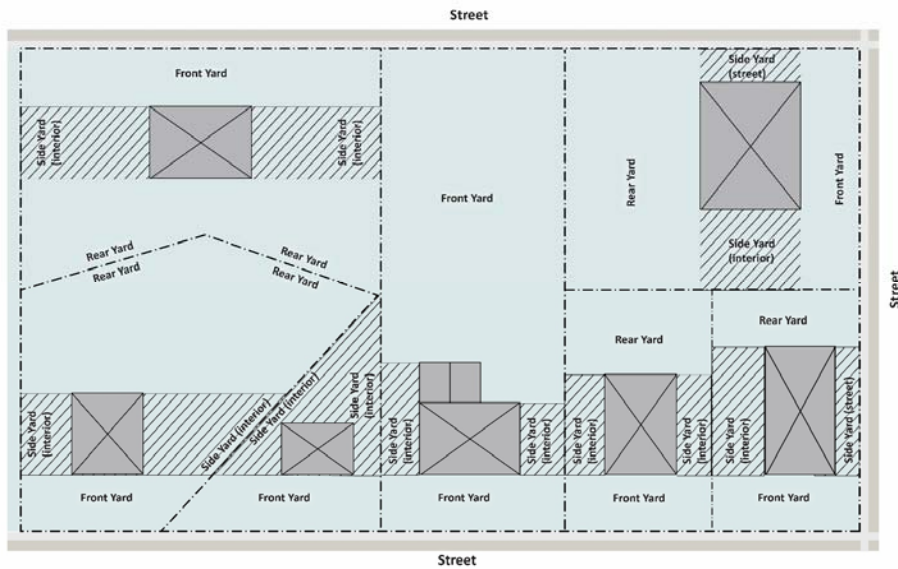 Street
Side Yard
(street)
Front Yard
Side Yard
(interior)
Side Yard
(interior)
Front Yard
Rear Yard
Front Yard
Side Yard
(interior)
Rear Yard
Rear Yard
Rear Yard
Rear Yard
Street
Rear Yard
Rear Yard
Side Yard
(interior)
Side Yard (interior)
Side Yard (interior)
Side Yard
(interior)
Side Yard
(interior)
Side Yard
(interior)
Side Yard
(interior)
Side Yard
(interior)
Side Yard
(interior)
Side Yard (street)
Front Yard
Front Yard
Front Yard
Front Yard
Front Yard
Street